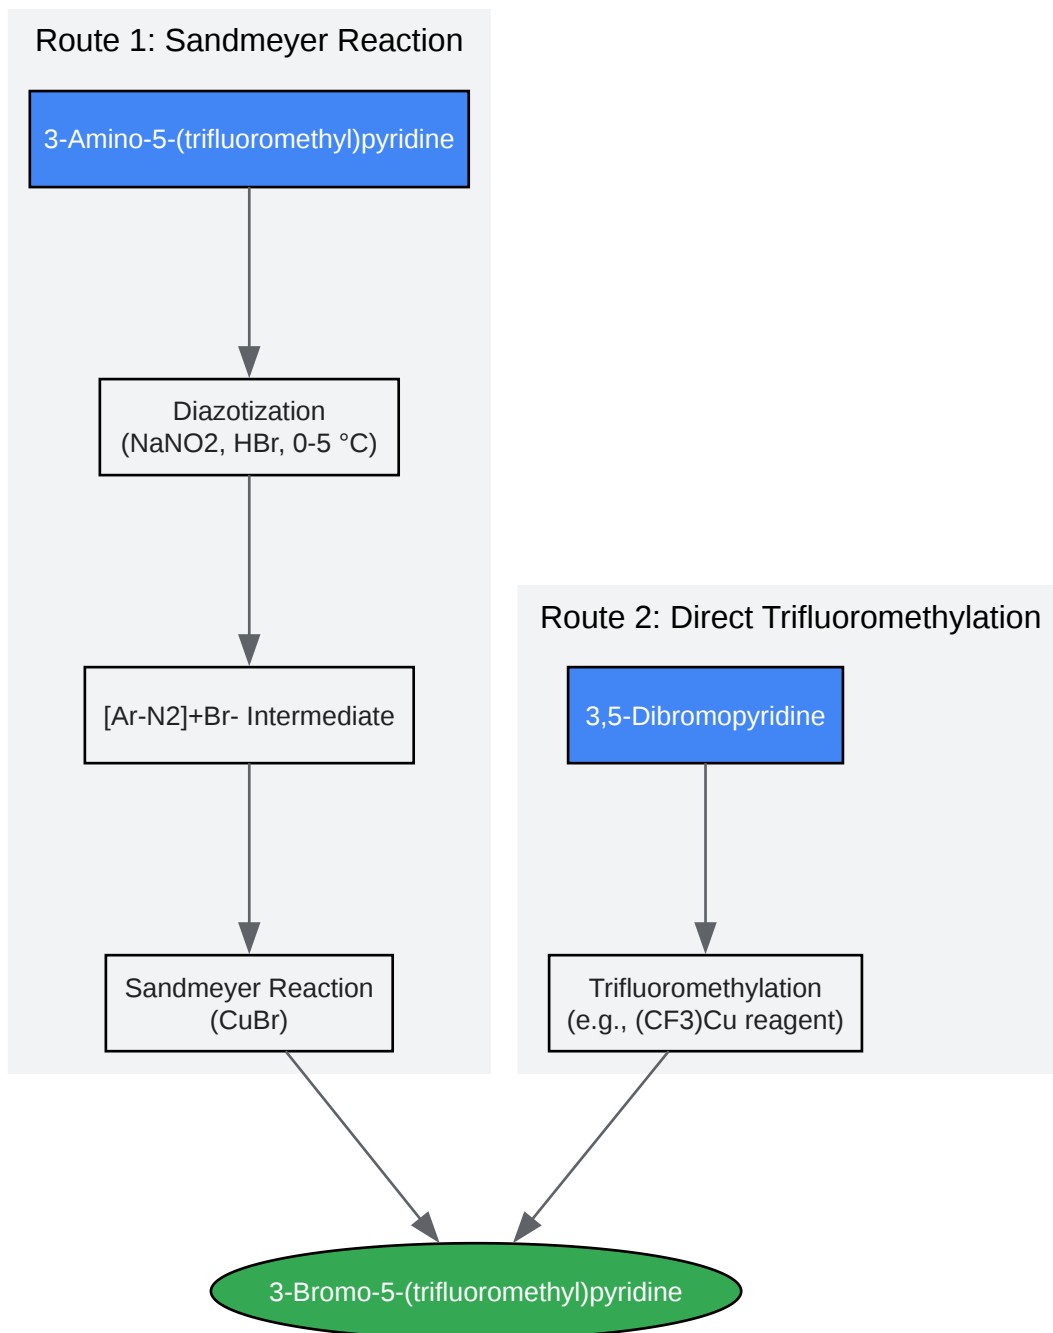 Route 1: Sandmeyer Reaction
3-Amino-5-(trifluoromethyl)pyridine
Diazotization
(NaNO2, HBr, 0-5 °C)
[Ar-N2]+Br- Intermediate
Sandmeyer Reaction
(CuBr)
Route 2: Direct Trifluoromethylation
3,5-Dibromopyridine
Trifluoromethylation
(e.g., (CF3)Cu reagent)
3-Bromo-5-(trifluoromethyl)pyridine